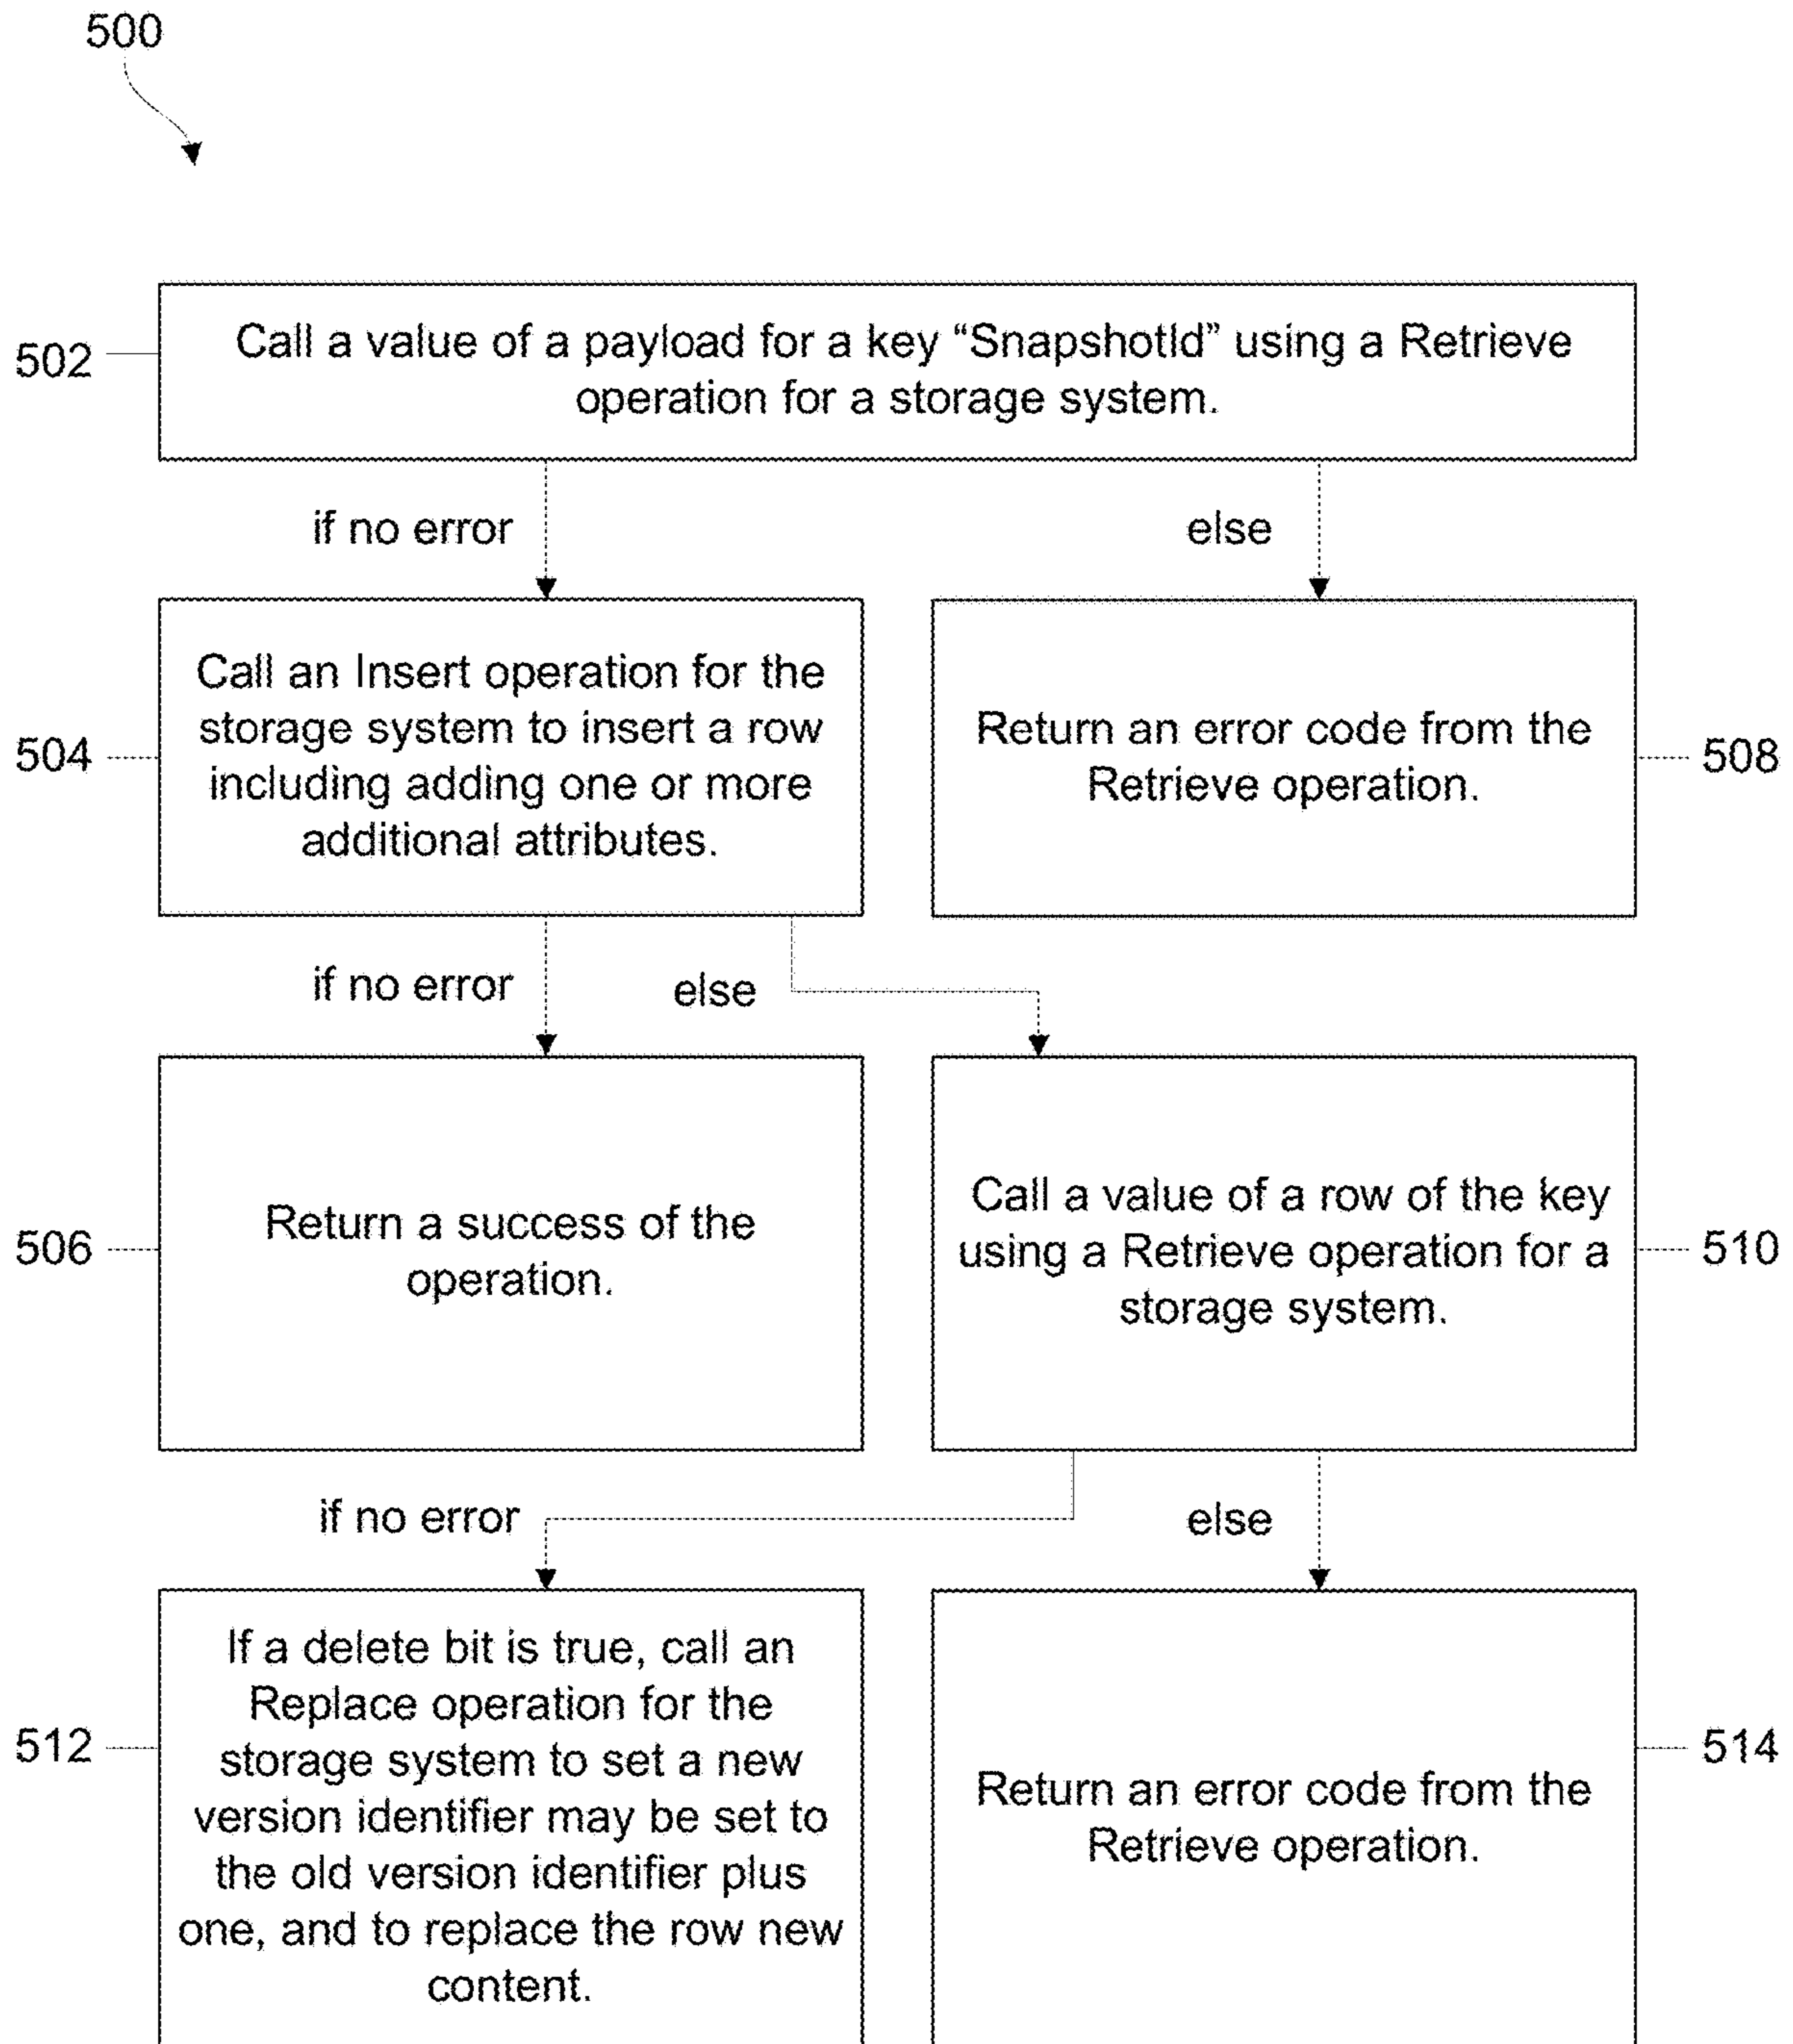 500
502
Call a value of a payload for a key “SnapshotId” using a Retrieve
operation for a storage system.
if no error
else
504
Call an Insert operation for the
storage system to insert a row
including adding one or more
additional attributes.
Return an error code from the
Retrieve operation.
508
if no error
else
506
Return a success of the
operation.
Call a value of a row of the key
using a Retrieve operation for a
storage system.
510
if no error
else
512
If a delete bit is true, call an
Replace operation for the
storage system to set a new
version identifier may be set to
the old version identifier plus
one, and to replace the row new
content.
Return an error code from the
Retrieve operation.
514